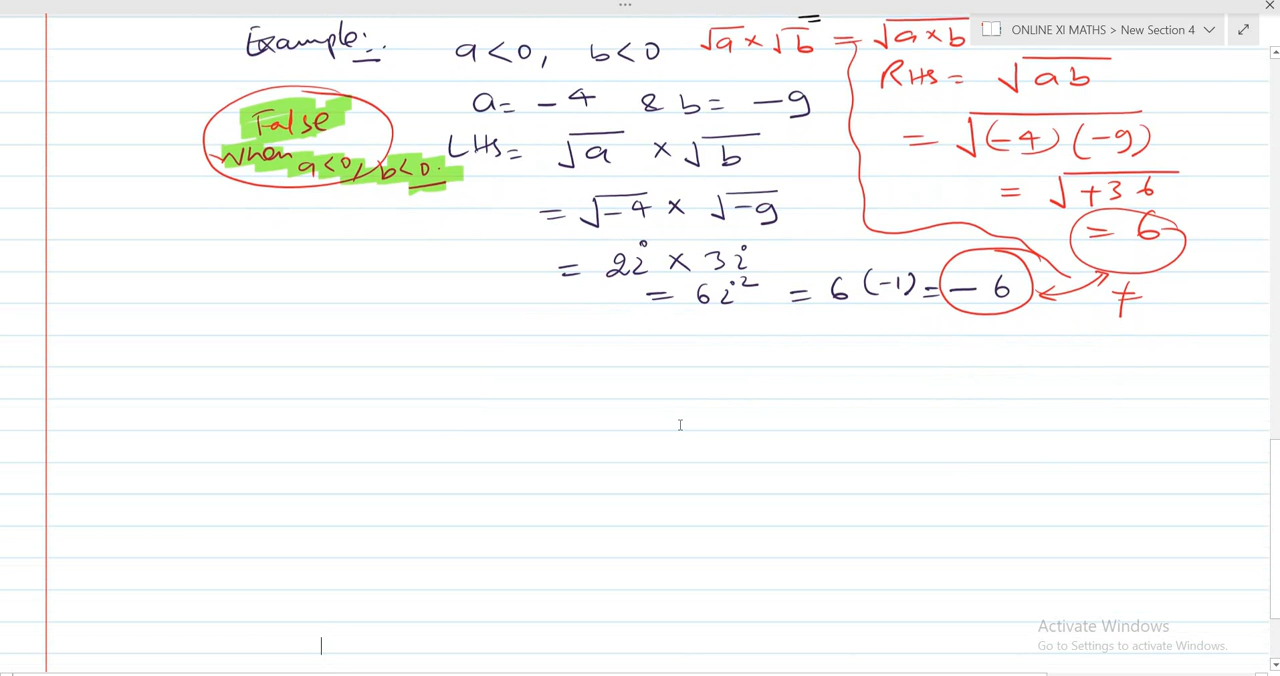 ONLINE XI MATHS > New Section 4
Example:
a<0, b<0 √a × √b = √a×b
a = -4 & b = -9
False
When a<0, b<0.
LHS = √a × √b
= √-4 × √-9
= 2i × 3i
= 6i² = 6(-1) = -6
RHS = √ab
= √(-4)(-9)
= √+36
= 6
≠
Activate Windows
Go to Settings to activate Windows.